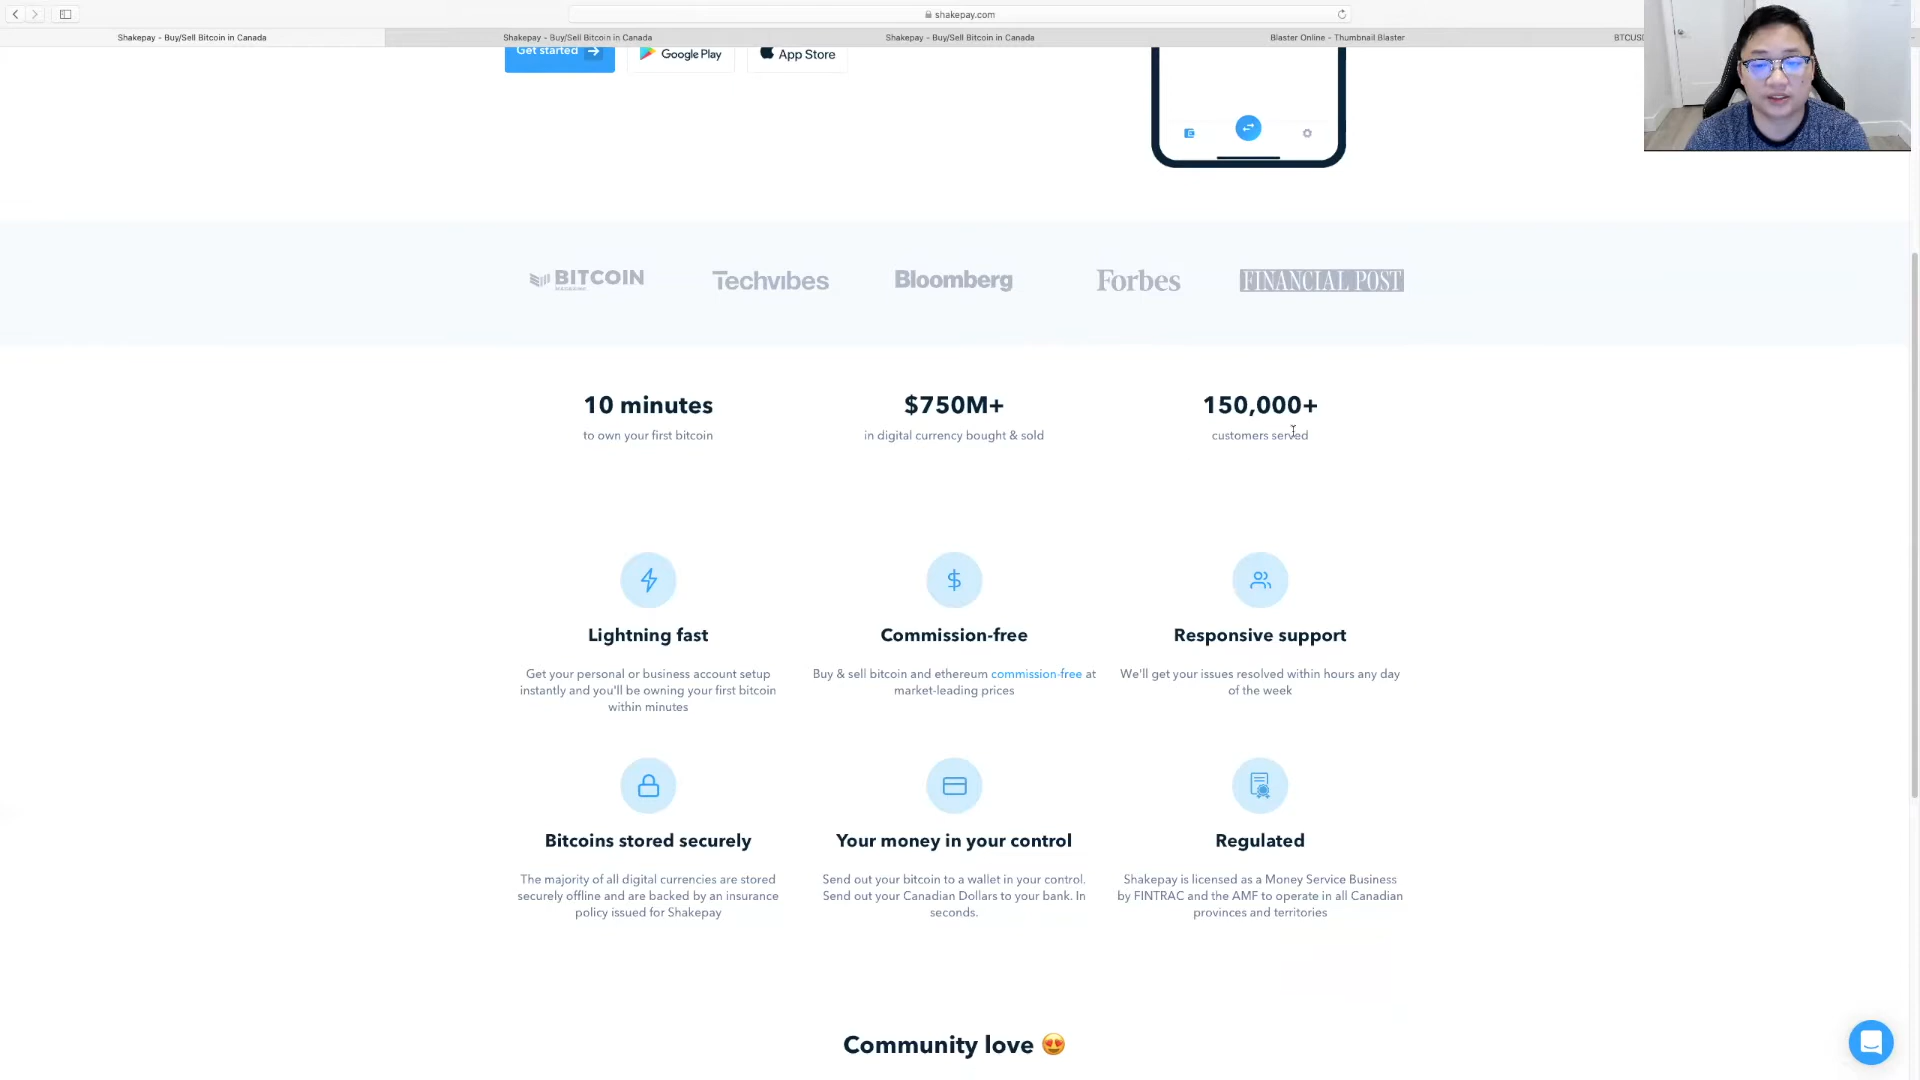 shakepay.com
Shakepay - Buy/Sell Bitcoin in Canada
Shakepay - Buy/Sell Bitcoin in Canada
Shakepay - Buy/Sell Bitcoin in Canada
Blaster Online - Thumbnail Blaster
BTCUS
Get started
Google Play
App Store
BITCOIN
Techvibes
Bloomberg
Forbes
FINANCIAL POST
10 minutes
to own your first bitcoin
$750M+
in digital currency bought & sold
150,000+
customers served
Lightning fast
Get your personal or business account setup
instantly and you'll be owning your first bitcoin
within minutes
Commission-free
Buy & sell bitcoin and ethereum commission-free at
market-leading prices
Responsive support
We'll get your issues resolved within hours any day
of the week
Bitcoins stored securely
The majority of all digital currencies are stored
securely offline and are backed by an insurance
policy issued for Shakepay
Your money in your control
Send out your bitcoin to a wallet in your control.
Send out your Canadian Dollars to your bank. In
seconds.
Regulated
Shakepay is licensed as a Money Service Business
by FINTRAC and the AMF to operate in all Canadian
provinces and territories
Community love 😍